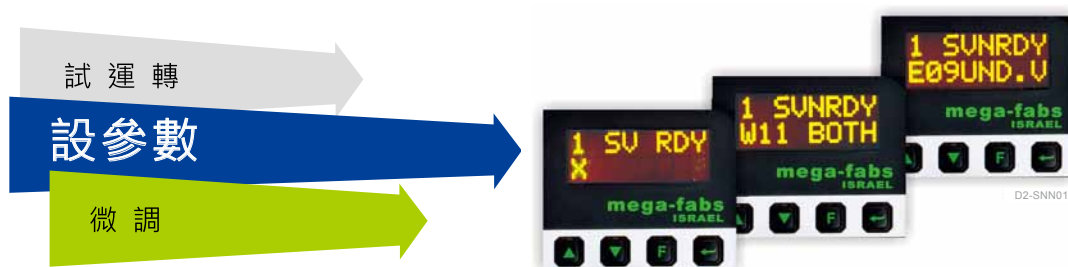 試 運 轉
設參數
微 調
1 SV RDY
X
mega-fabs
ISRAEL
F
1 SVNRDY
W11 BOTH
mega-fabs
ISRAEL
F
1 SVNRDY
E09UND.V
mega-fabs
ISRAEL
F
D2-SNN01